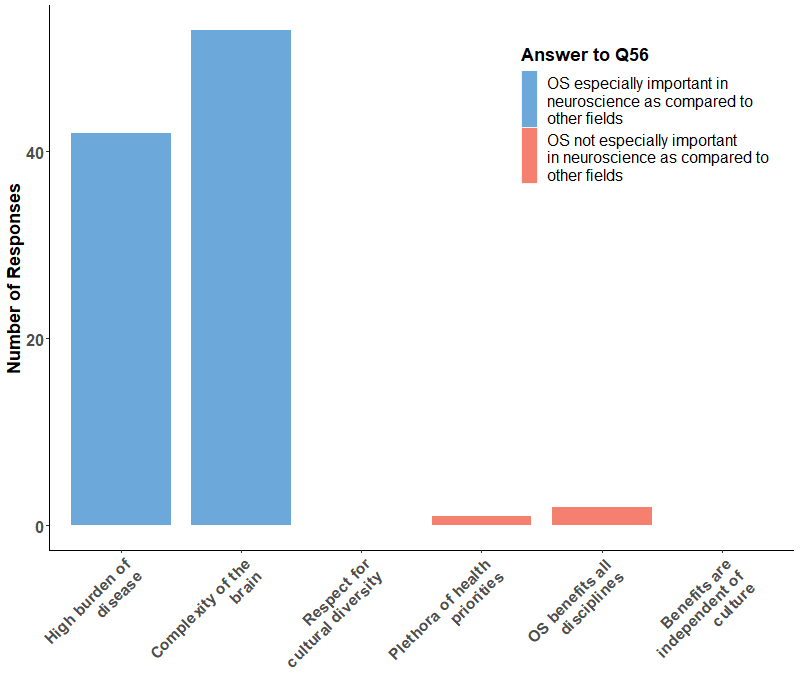 Answer to Q56
OS especially important in
neuroscience as compared to
other fields
OS not especially important
in neuroscience as compared to
other fields
Number of Responses
40
20
0
High burden of
disease
Complexity of the
brain
Respect for
cultural diversity
Plethora of health
priorities
OS benefits all
disciplines
Benefits are
independent of
culture